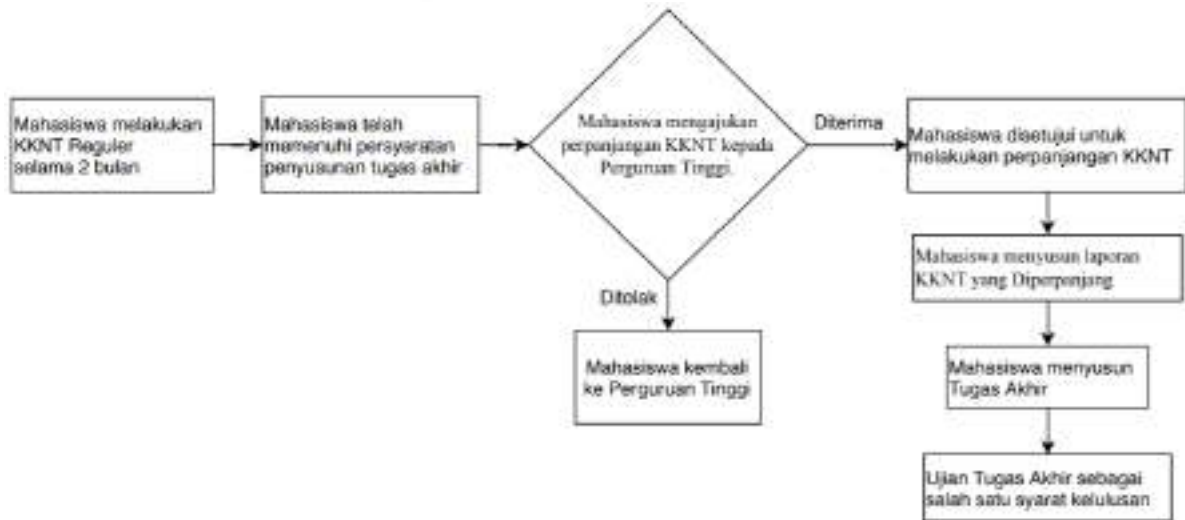 Mahasiswa melakukan
KKNT Reguler
selama 2 bulan
Mahasiswa telah
memenuhi persyaratan
penyusunan tugas akhir
Mahasiswa mengajukan
perpanjangan KKNT kepada
Perguruan Tinggi
Diterima
Mahasiswa disetujui untuk
melakukan perpanjangan KKNT
Mahasiswa menyusun laporan
KKNT yang Diperpanjang
Ditolak
Mahasiswa kembali
ke Perguruan Tinggi
Mahasiswa menyusun
Tugas Akhir
Ujian Tugas Akhir sebagai
salah satu syarat kelulusan